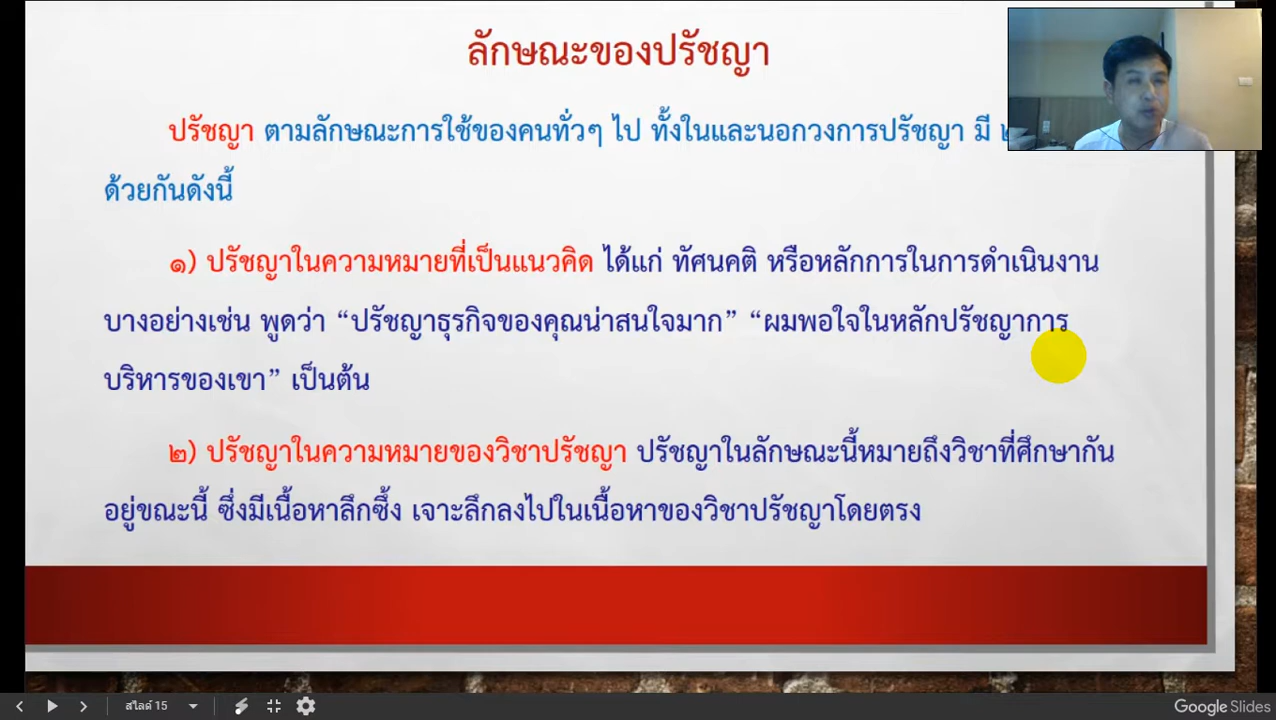 ลักษณะของปรัชญา
ปรัชญา ตามลักษณะการใช้ของคนทั่วๆ ไป ทั้งในและนอกวงการปรัชญา มี
ด้วยกันดังนี้
๑) ปรัชญาในความหมายที่เป็นแนวคิด ได้แก่ ทัศนคติ หรือหลักการในการดำเนินงาน
บางอย่างเช่น พูดว่า “ปรัชญาธุรกิจของคุณน่าสนใจมาก” “ผมพอใจในหลักปรัชญาการ
บริหารของเขา” เป็นต้น
๒) ปรัชญาในความหมายของวิชาปรัชญา ปรัชญาในลักษณะนี้หมายถึงวิชาที่ศึกษากัน
อยู่ขณะนี้ ซึ่งมีเนื้อหาลึกซึ้ง เจาะลึกลงไปในเนื้อหาของวิชาปรัชญาโดยตรง
สไลด์ 15
Google Slides